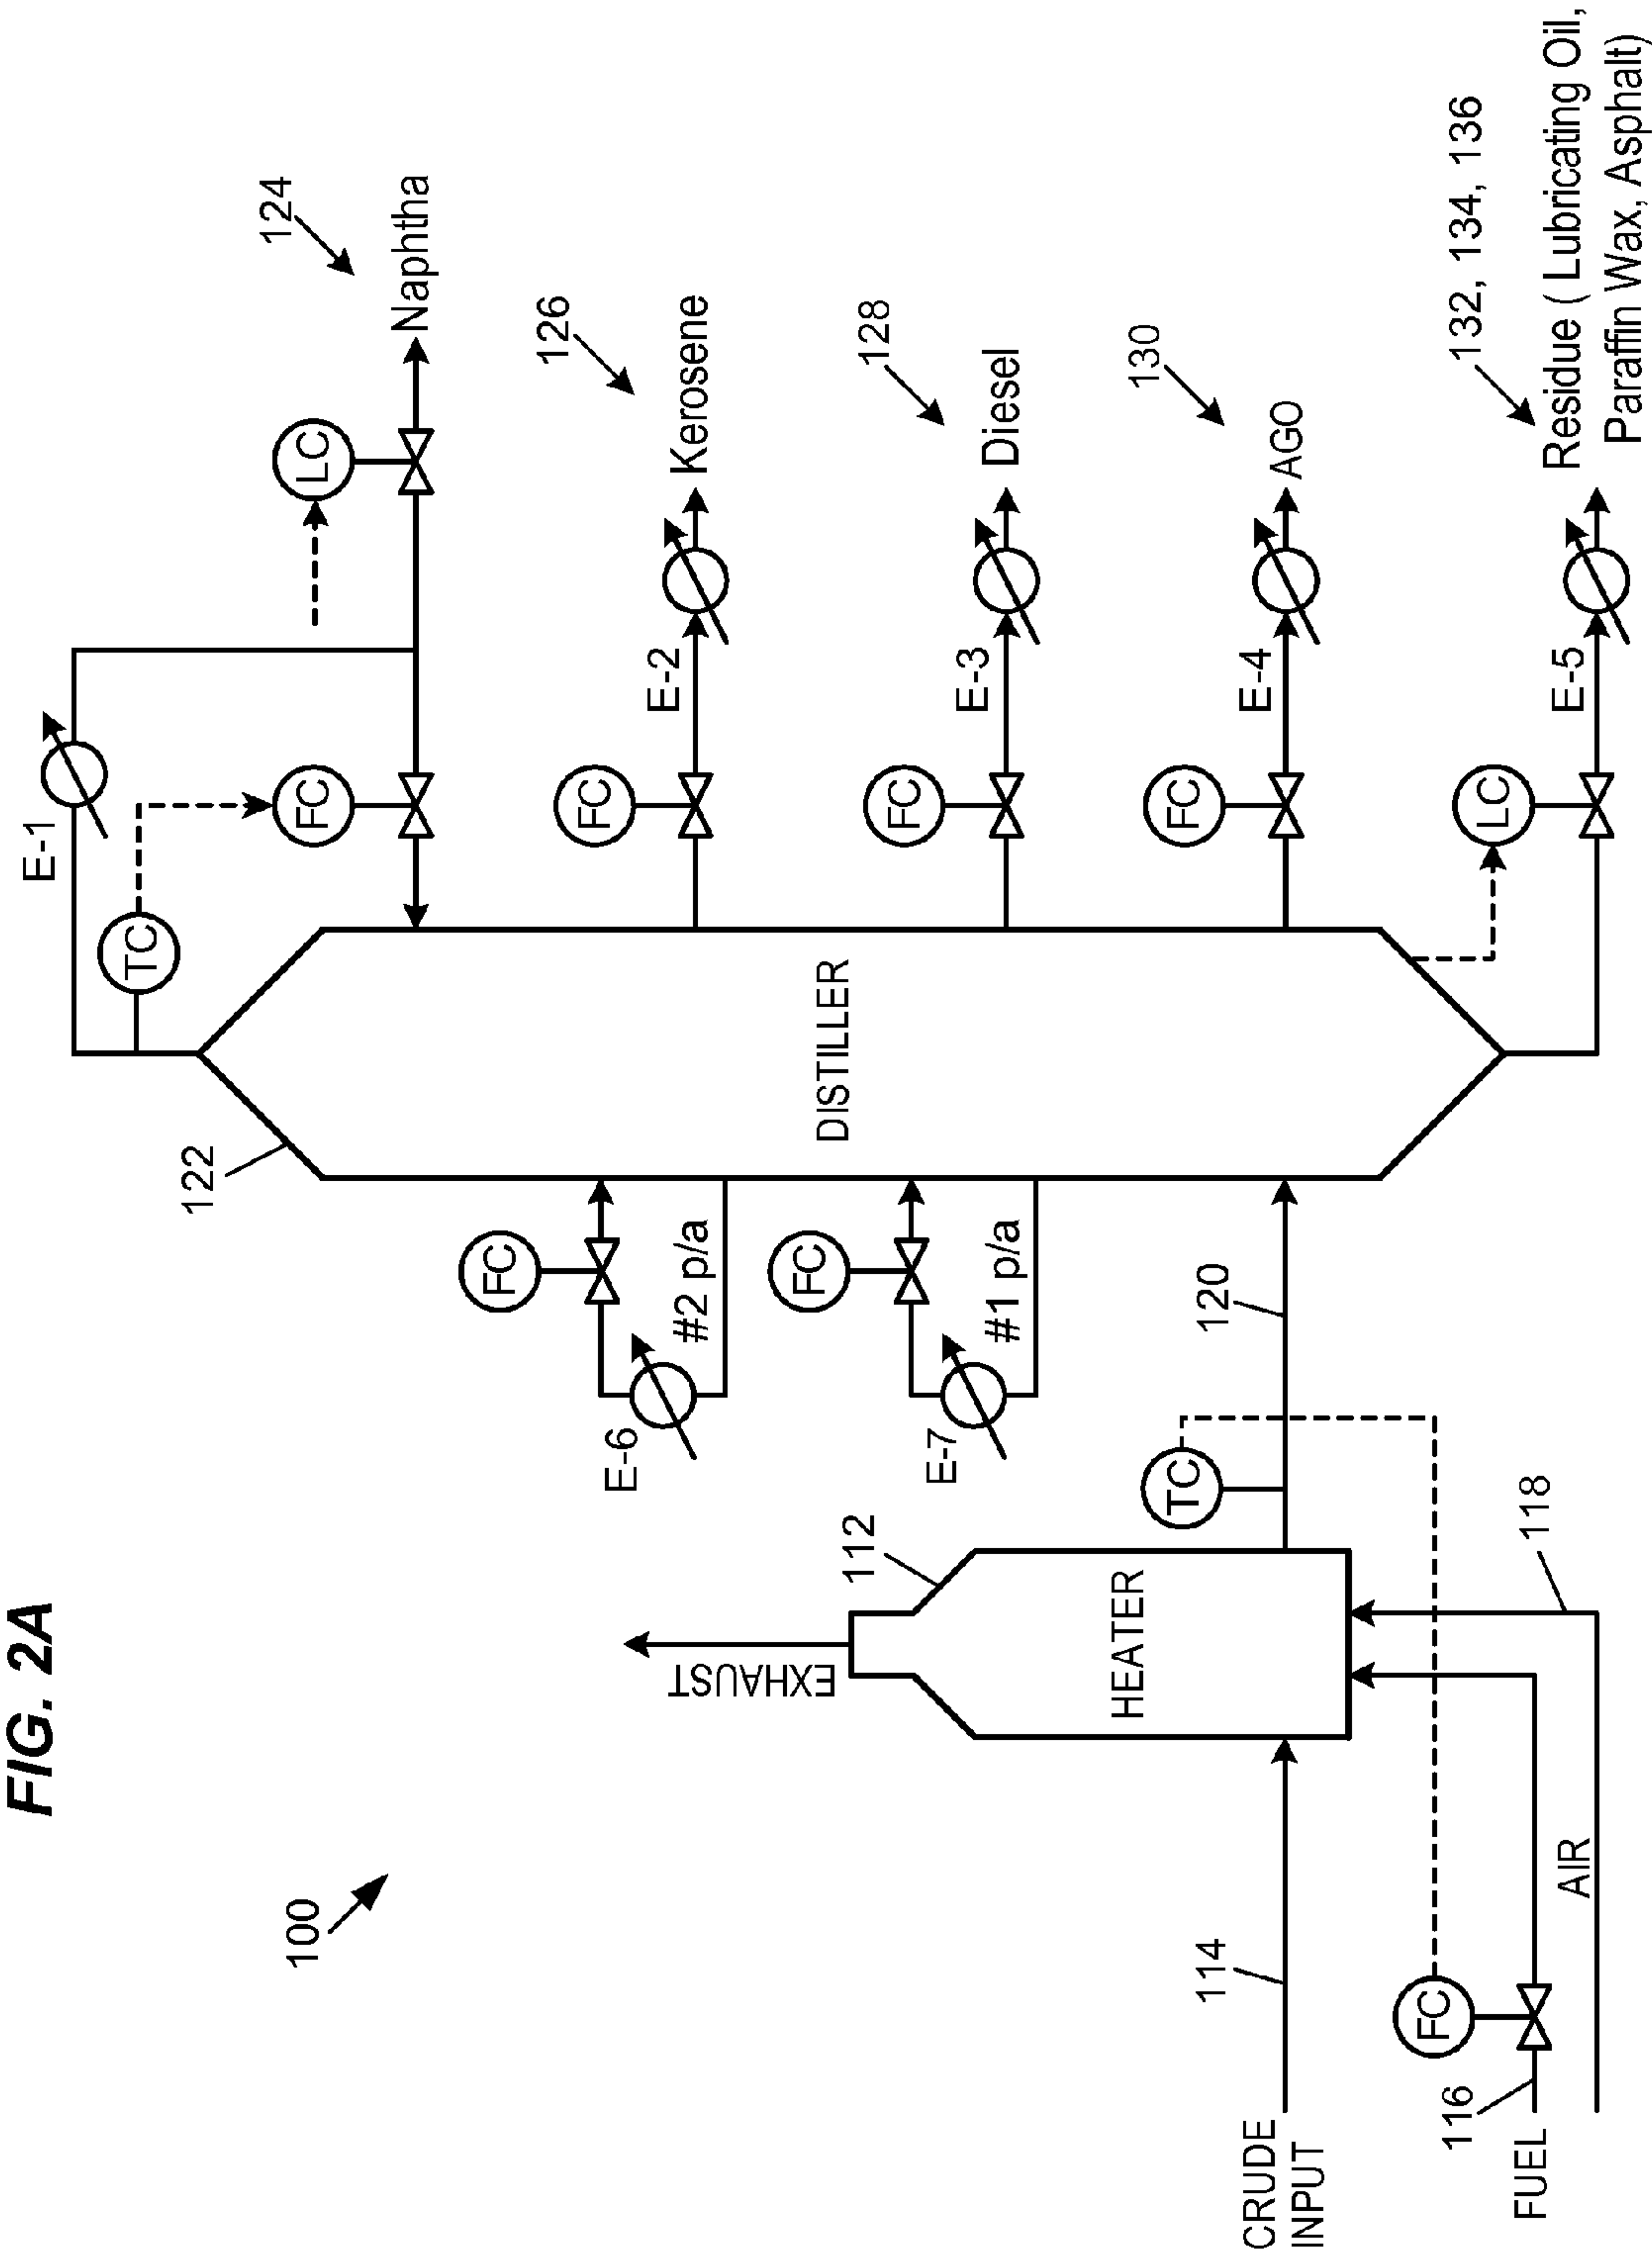 FIG. 2A
100
E-1
TC
FC
LC
124
Naphtha
122
FC
E-6
#2 p/a
FC
E-2
126
Kerosene
FC
E-7
#1 p/a
DISTILLER
FC
E-3
128
Diesel
EXHAUST
112
HEATER
TC
120
FC
E-4
130
AGO
114
CRUDE
INPUT
FC
116
FUEL
AIR
118
LC
E-5
132, 134, 136
Residue ( Lubricating Oil,
Paraffin Wax, Asphalt)